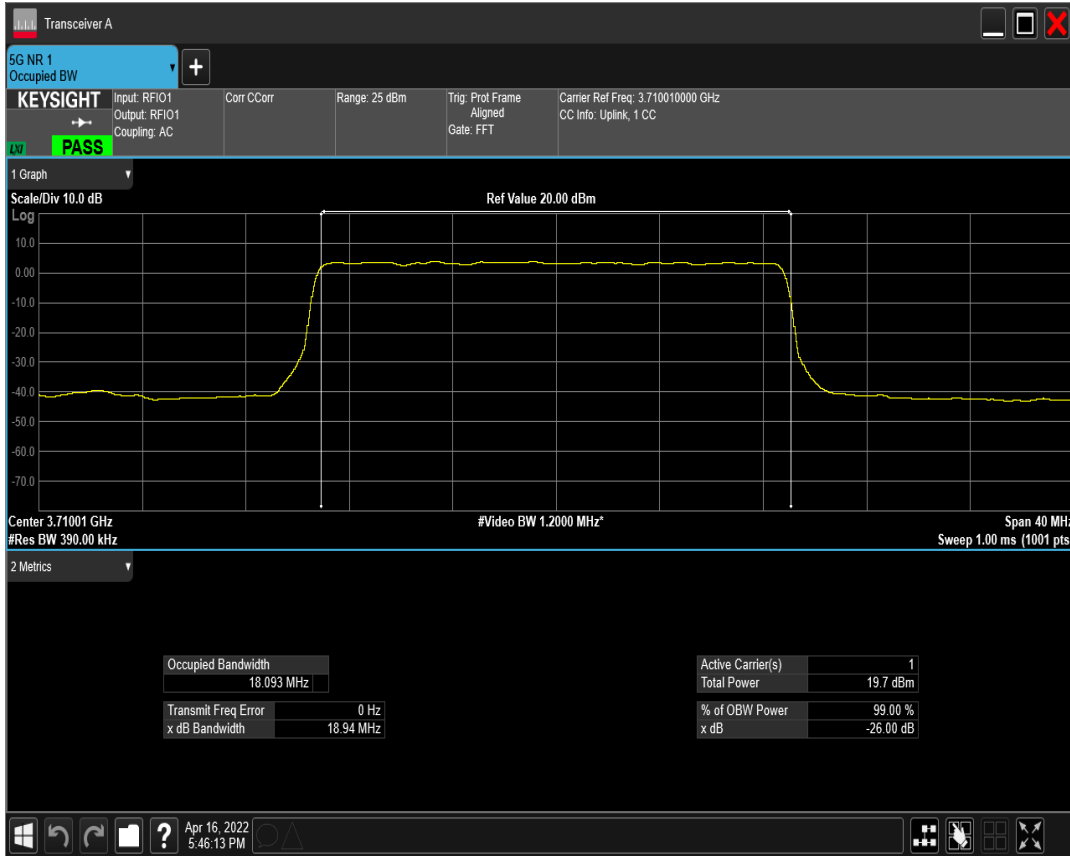 Transceiver A
5G NR 1
Occupied BW
KEYSIGHT
LXI
PASS
Input: RFIO1
Output: RFIO1
Coupling: AC
Corr CCorr
Range: 25 dBm
Trig: Prot Frame
Aligned
Gate: FFT
Carrier Ref Freq: 3.710010000 GHz
CC Info: Uplink, 1 CC
1 Graph
Scale/Div 10.0 dB
Ref Value 20.00 dBm
Log
10.0
0.00
-10.0
-20.0
-30.0
-40.0
-50.0
-60.0
-70.0
Center 3.71001 GHz
#Video BW 1.2000 MHz*
Span 40 MHz
#Res BW 390.00 kHz
Sweep 1.00 ms (1001 pts
2 Metrics
Occupied Bandwidth
18.093 MHz
Transmit Freq Error 0 Hz
x dB Bandwidth 18.94 MHz
Active Carrier(s) 1
Total Power 19.7 dBm
% of OBW Power 99.00 %
x dB -26.00 dB
?
Apr 16, 2022
5:46:13 PM